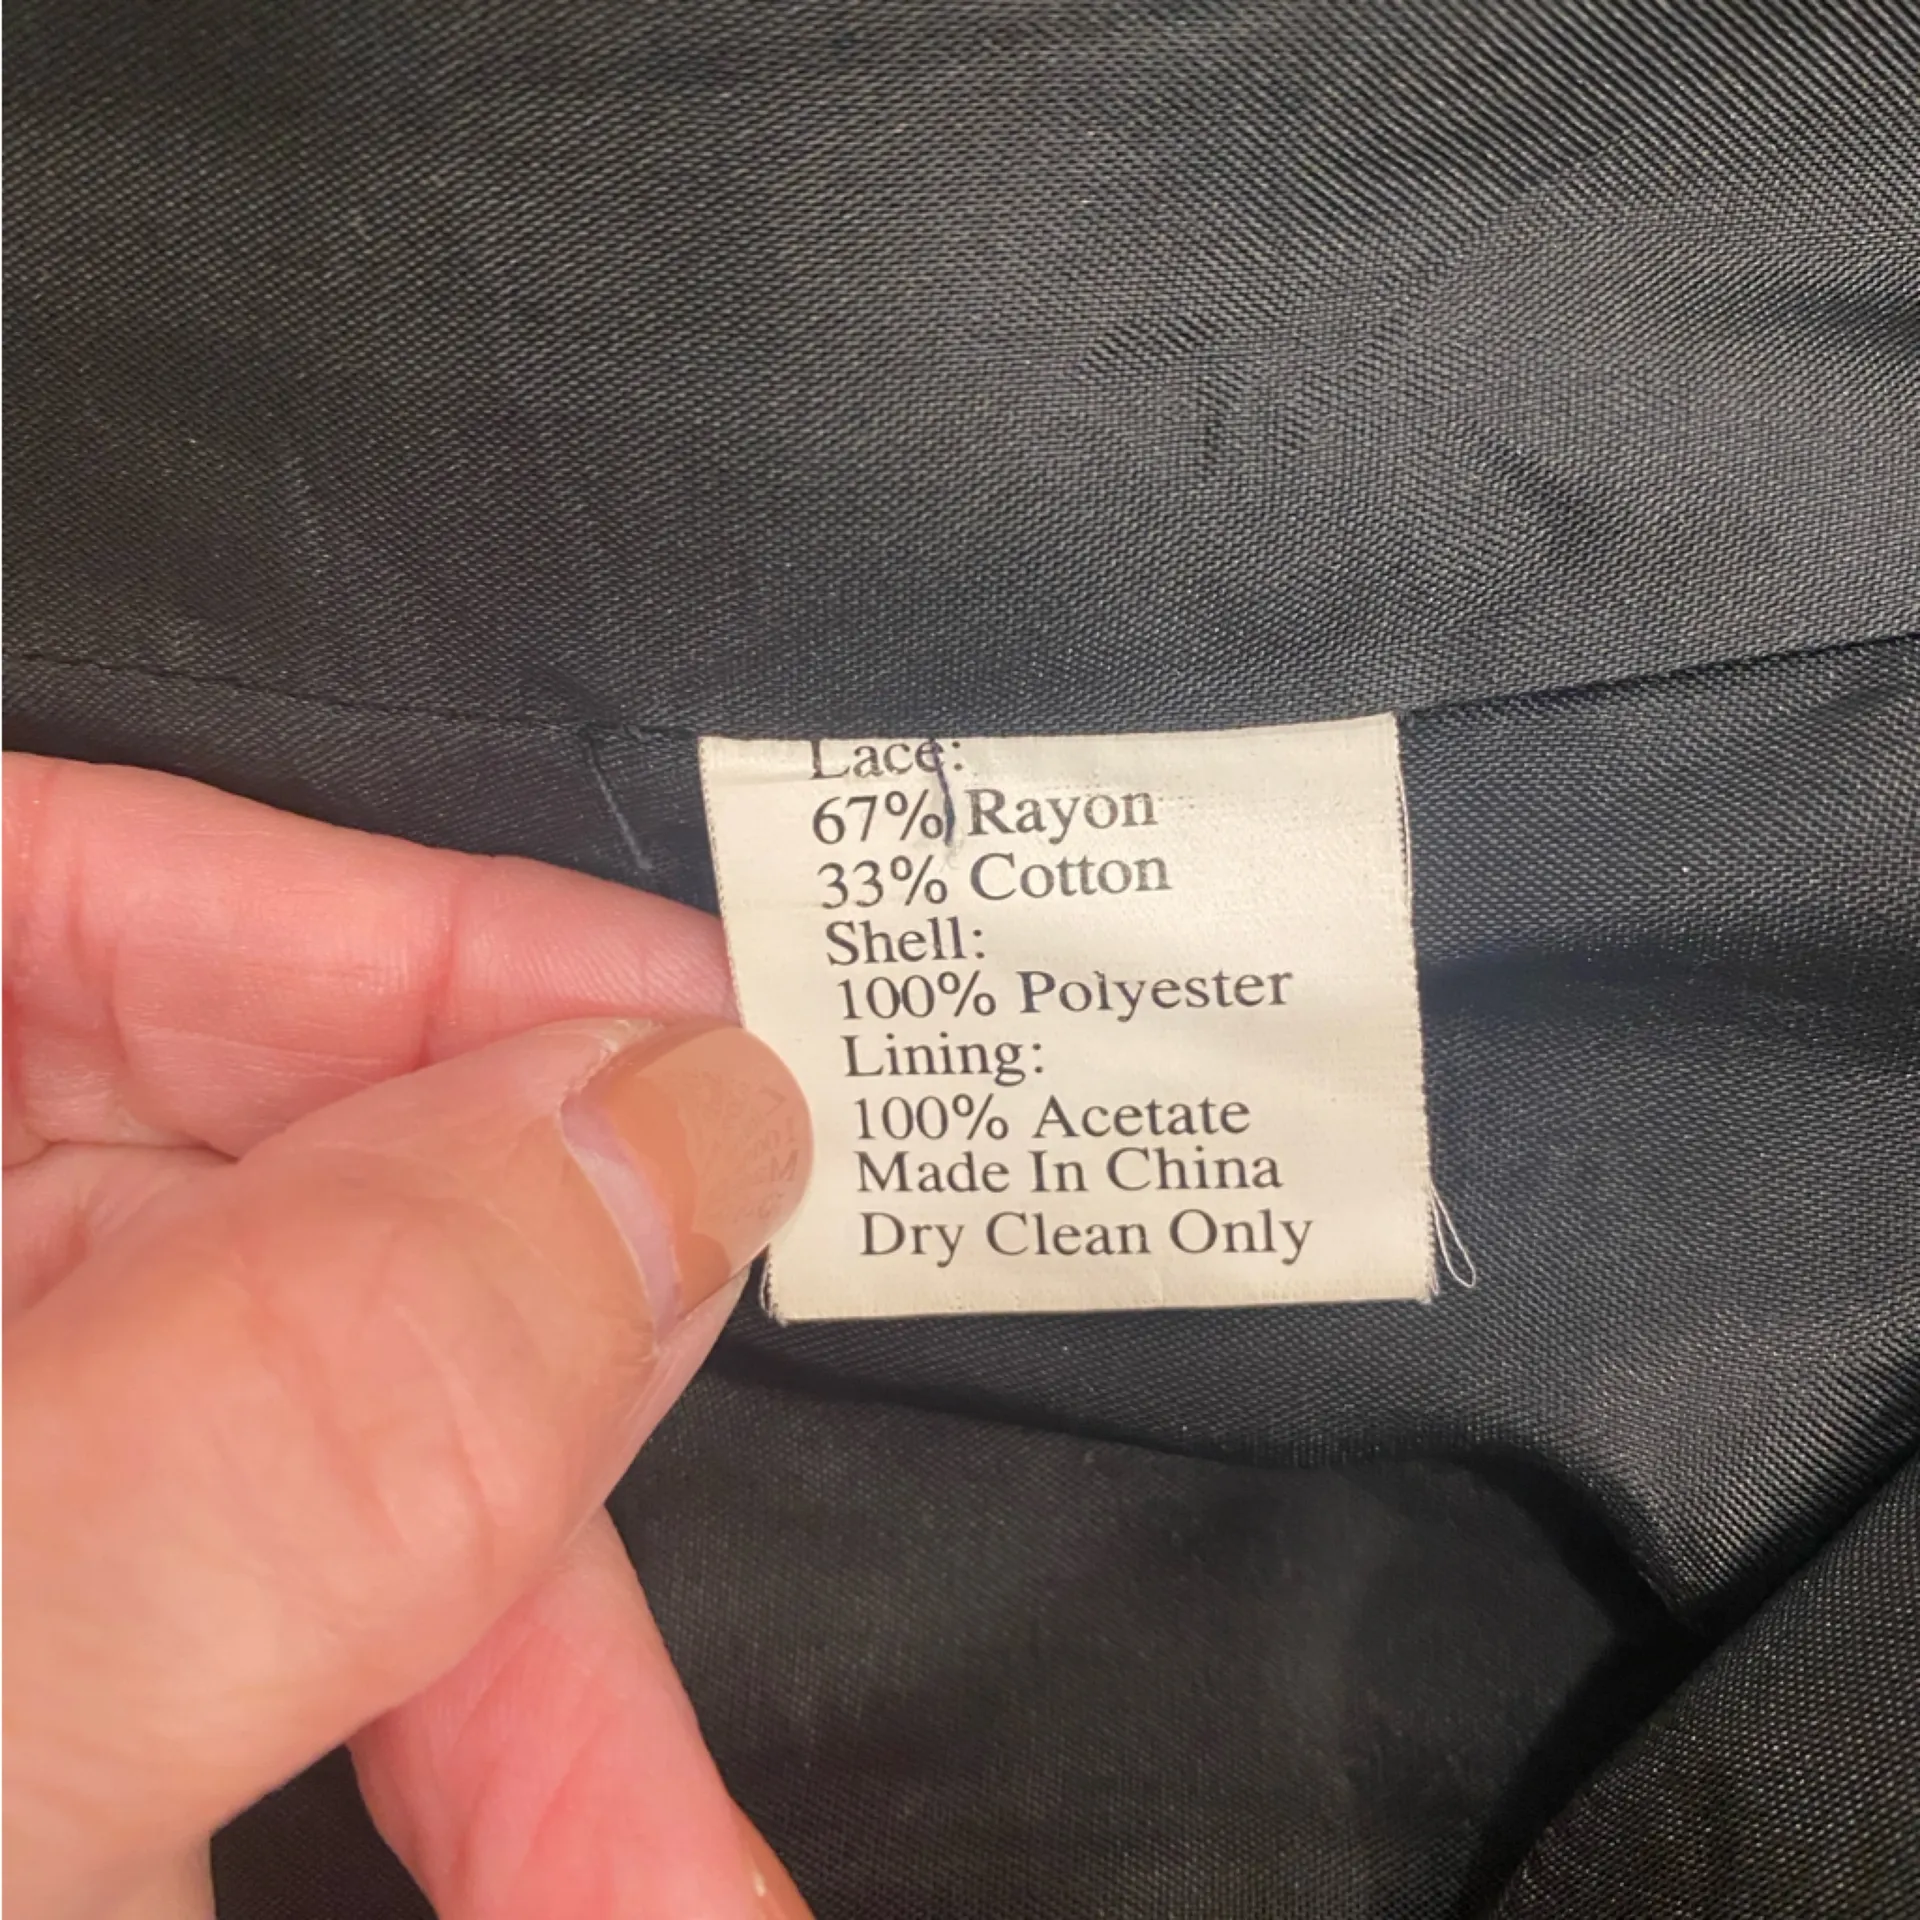 Lace:
67% Rayon
33% Cotton
Shell:
100% Polyester
Lining:
100% Acetate
Made In China
Dry Clean Only